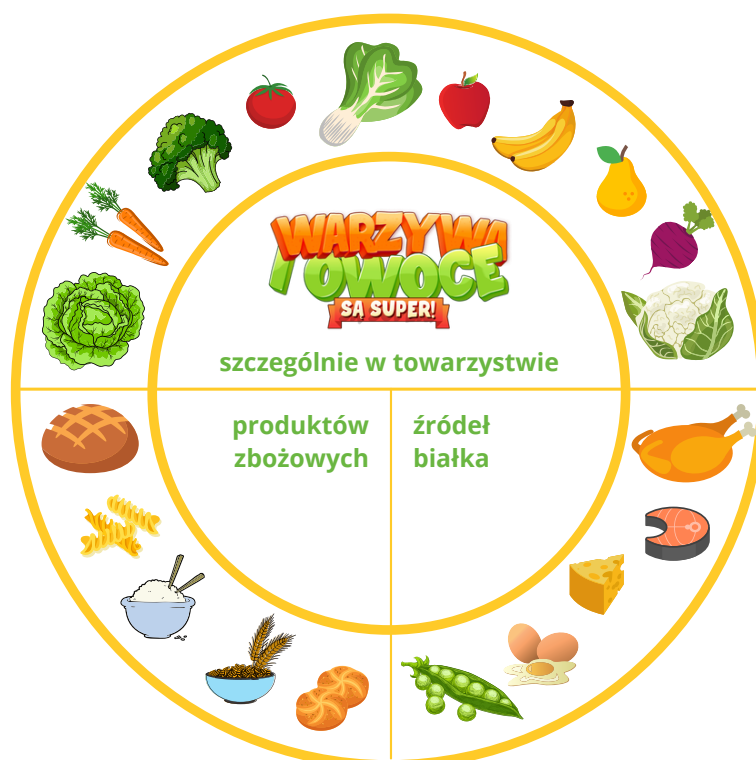 WARZYWA
I OWOCE
SĄ SUPER!
szczególnie w towarzystwie
produktów
zbożowych
źródeł
białka